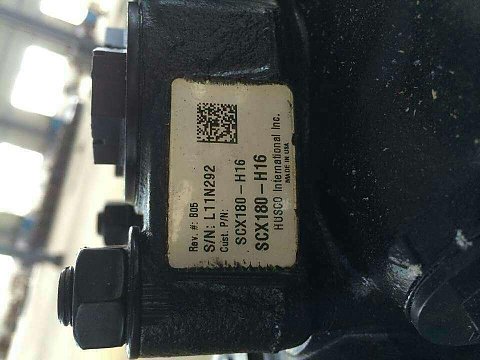 Rev. #: B05
S/N: L11N292
Cust. P/N:
SCX180-H16
SCX180-H16
HUSCO International Inc.
MADE IN USA